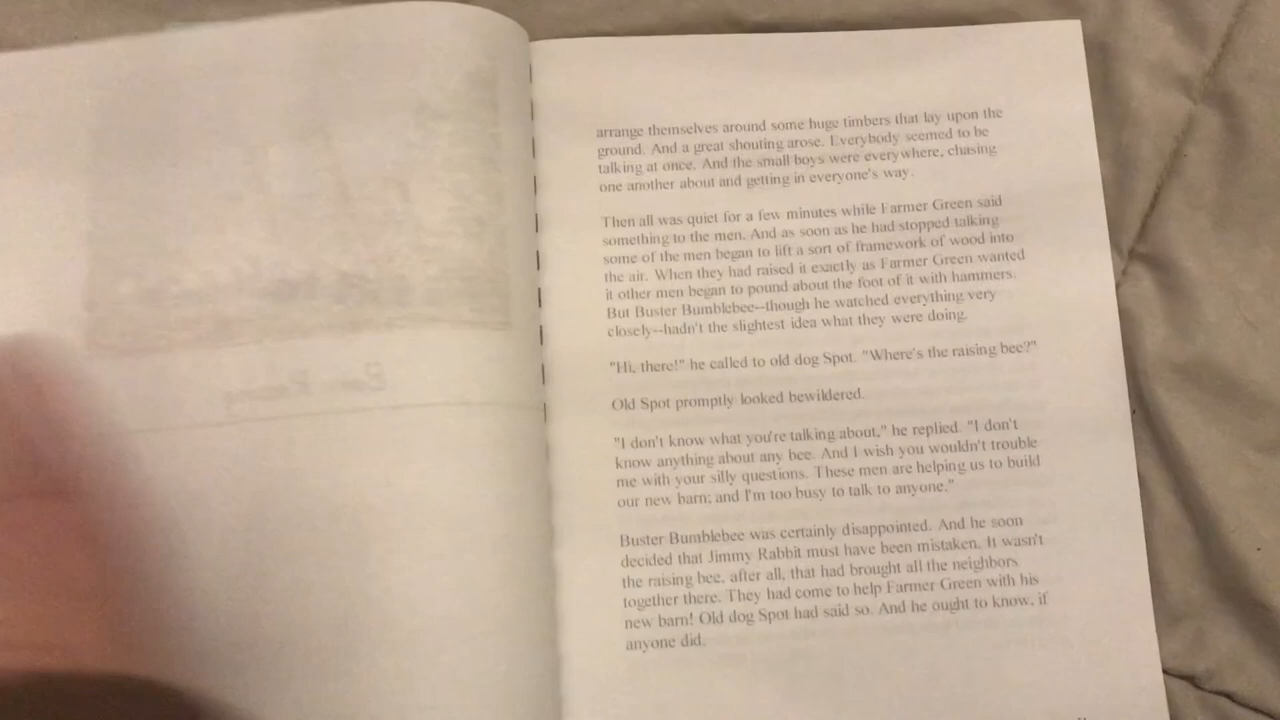 arrange themselves around some huge timbers that lay upon the
ground. And a great shouting arose. Everybody seemed to be
talking at once. And the small boys were everywhere, chasing
one another about and getting in everyone's way.
Then all was quiet for a few minutes while Farmer Green said
something to the men. And as soon as he had stopped talking
some of the men began to lift a sort of framework of wood into
the air. When they had raised it exactly as Farmer Green wanted
it other men began to pound about the foot of it with hammers.
But Buster Bumblebee--though he watched everything very
closely--hadn't the slightest idea what they were doing.
"Hi, there!" he called to old dog Spot. "Where's the raising bee?"
Old Spot promptly looked bewildered.
"I don't know what you're talking about," he replied. "I don't
know anything about any bee. And I wish you wouldn't trouble
me with your silly questions. These men are helping us to build
our new barn; and I'm too busy to talk to anyone."
Buster Bumblebee was certainly disappointed. And he soon
decided that Jimmy Rabbit must have been mistaken. It wasn't
the raising bee, after all, that had brought all the neighbors
together there. They had come to help Farmer Green with his
new barn! Old dog Spot had said so. And he ought to know, if
anyone did.